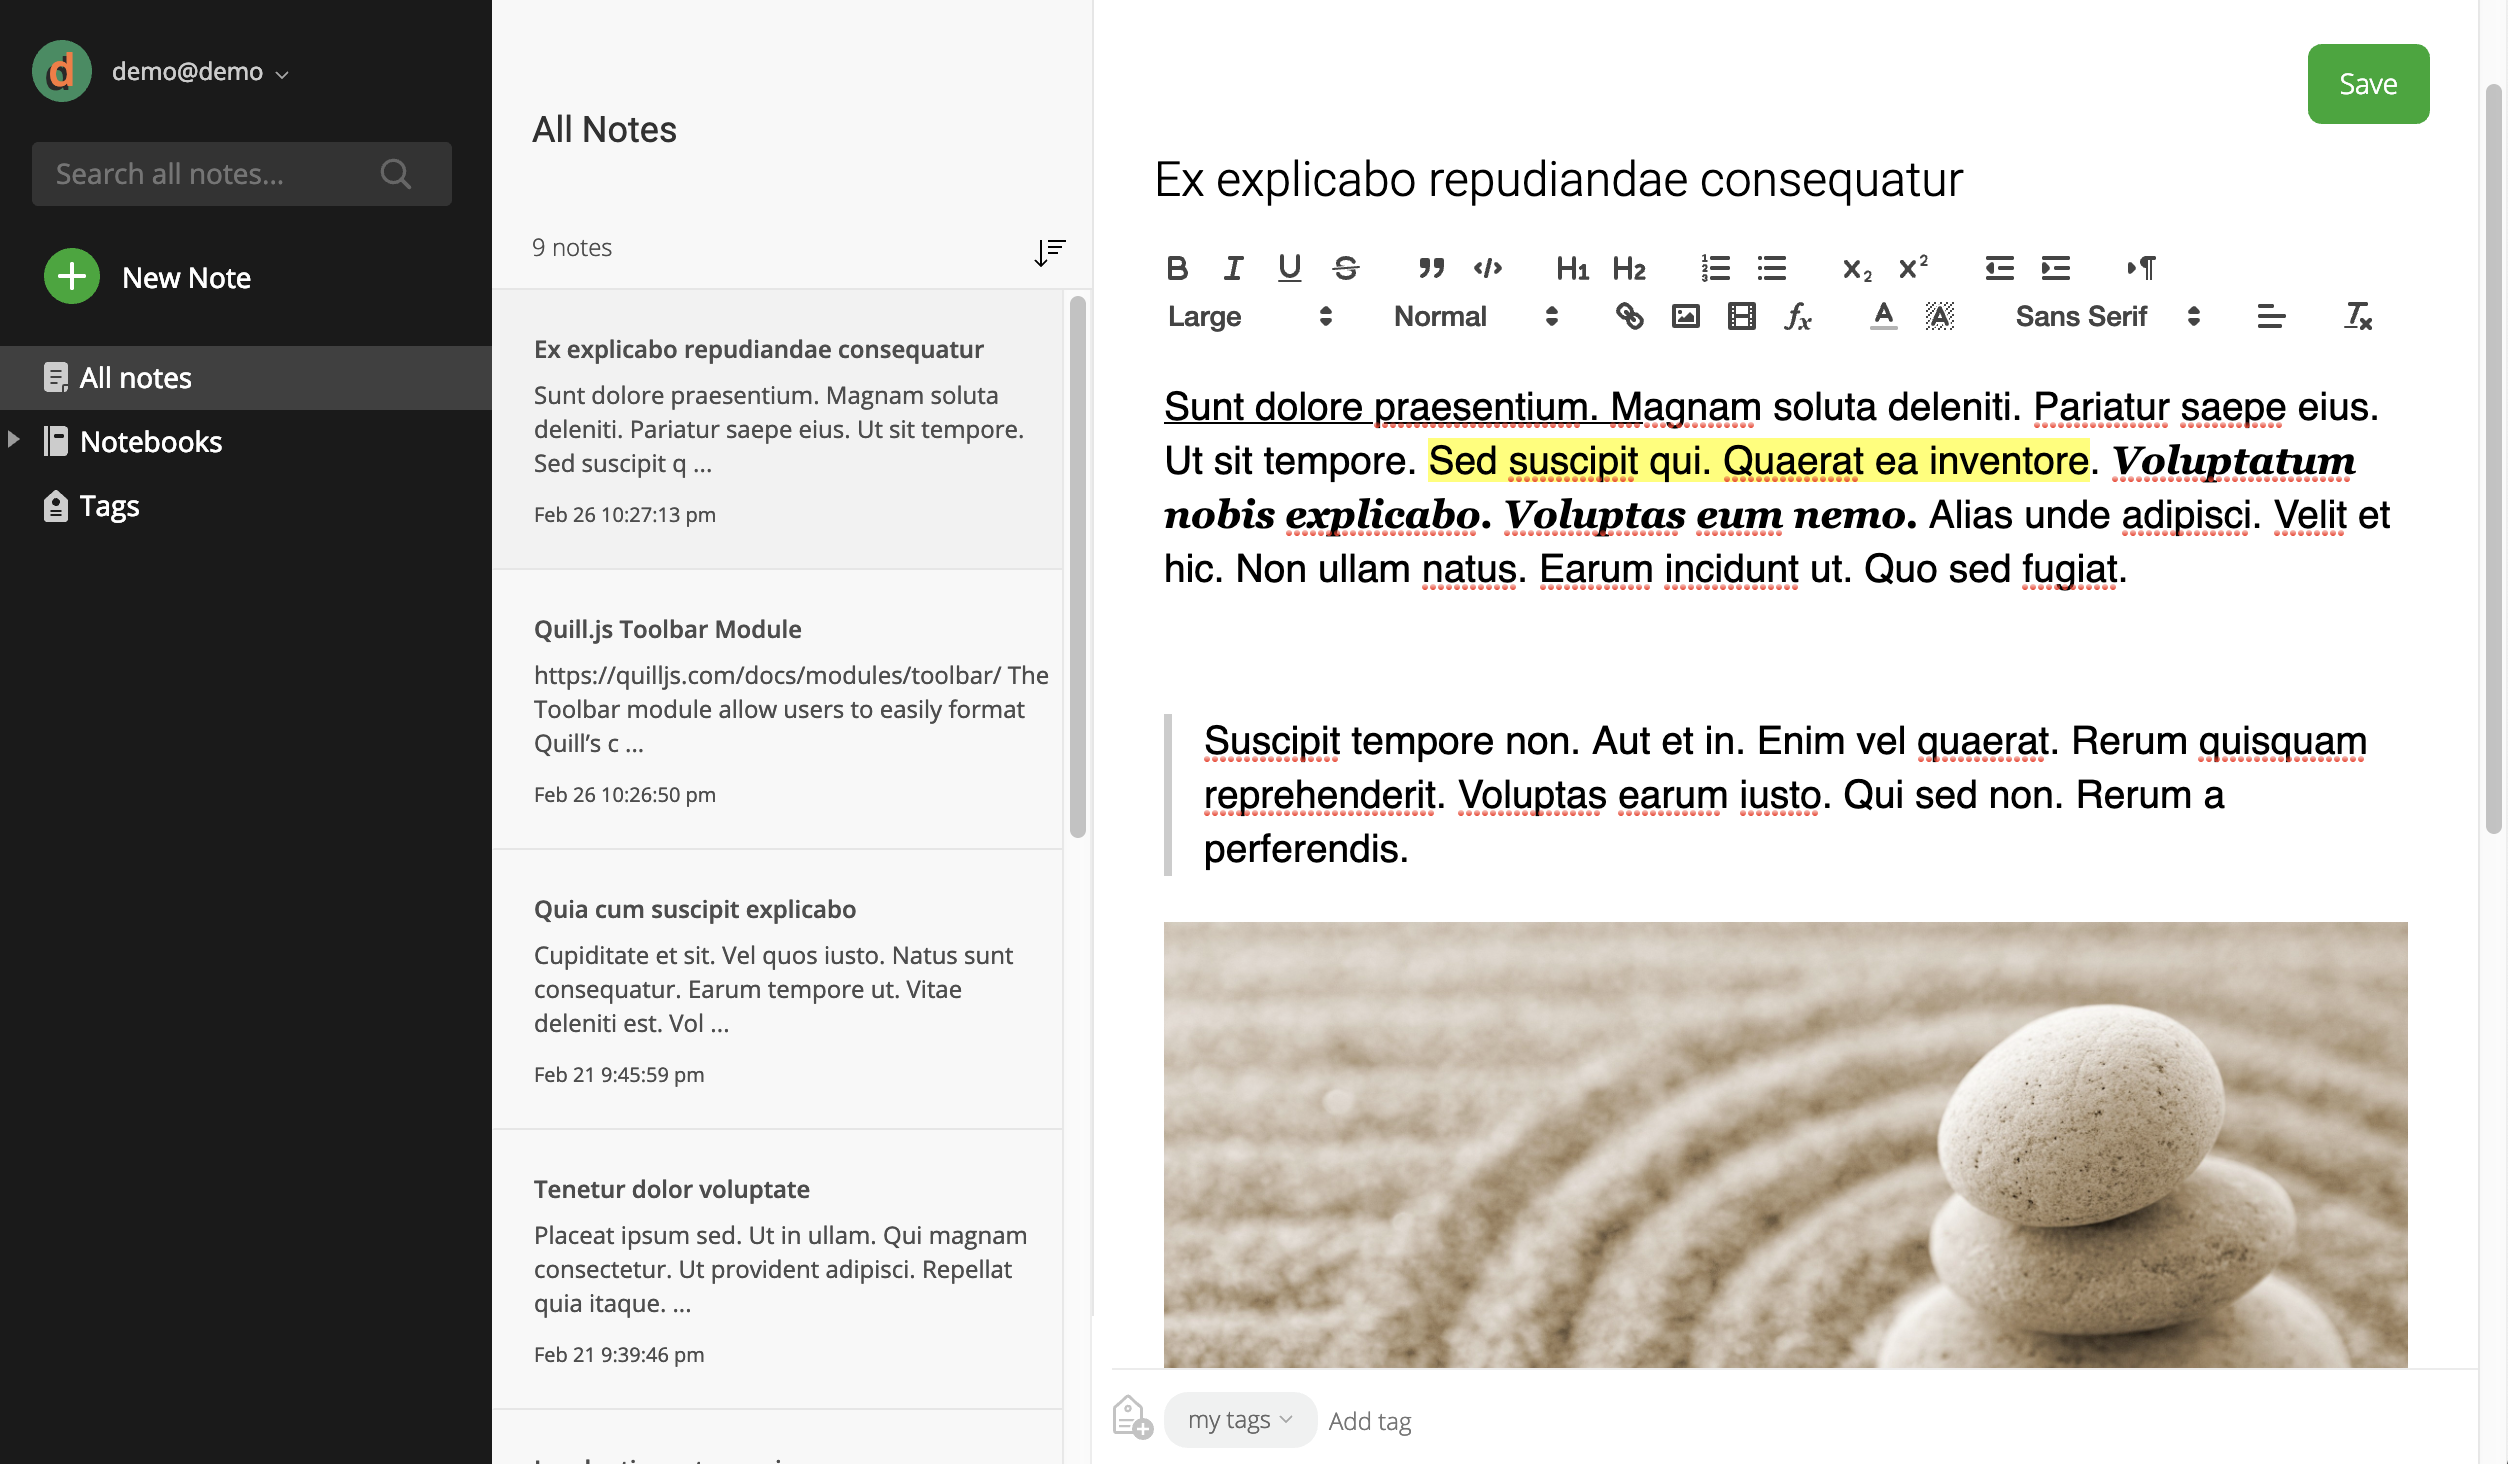 d demo@demo
Search all notes...
New Note
All notes
Notebooks
Tags
All Notes
9 notes
Ex explicabo repudiandae consequatur
Sunt dolore praesentium. Magnam soluta
deleniti. Pariatur saepe eius. Ut sit tempore.
Sed suscipit q ...
Feb 26 10:27:13 pm
Quill.js Toolbar Module
https://quilljs.com/docs/modules/toolbar/ The
Toolbar module allow users to easily format
Quill’s c ...
Feb 26 10:26:50 pm
Quia cum suscipit explicabo
Cupiditate et sit. Vel quos iusto. Natus sunt
consequatur. Earum tempore ut. Vitae
deleniti est. Vol ...
Feb 21 9:45:59 pm
Tenetur dolor voluptate
Placeat ipsum sed. Ut in ullam. Qui magnam
consectetur. Ut provident adipisci. Repellat
quia itaque. ...
Feb 21 9:39:46 pm
Save
Ex explicabo repudiandae consequatur
B I U S H1 H2 x2 x2
Large Normal fx A A Sans Serif Tx
Sunt dolore praesentium. Magnam soluta deleniti. Pariatur saepe eius.
Ut sit tempore. Sed suscipit qui. Quaerat ea inventore. Voluptatum
nobis explicabo. Voluptas eum nemo. Alias unde adipisci. Velit et
hic. Non ullam natus. Earum incidunt ut. Quo sed fugiat.
Suscipit tempore non. Aut et in. Enim vel quaerat. Rerum quisquam
reprehenderit. Voluptas earum iusto. Qui sed non. Rerum a
perferendis.
my tags Add tag